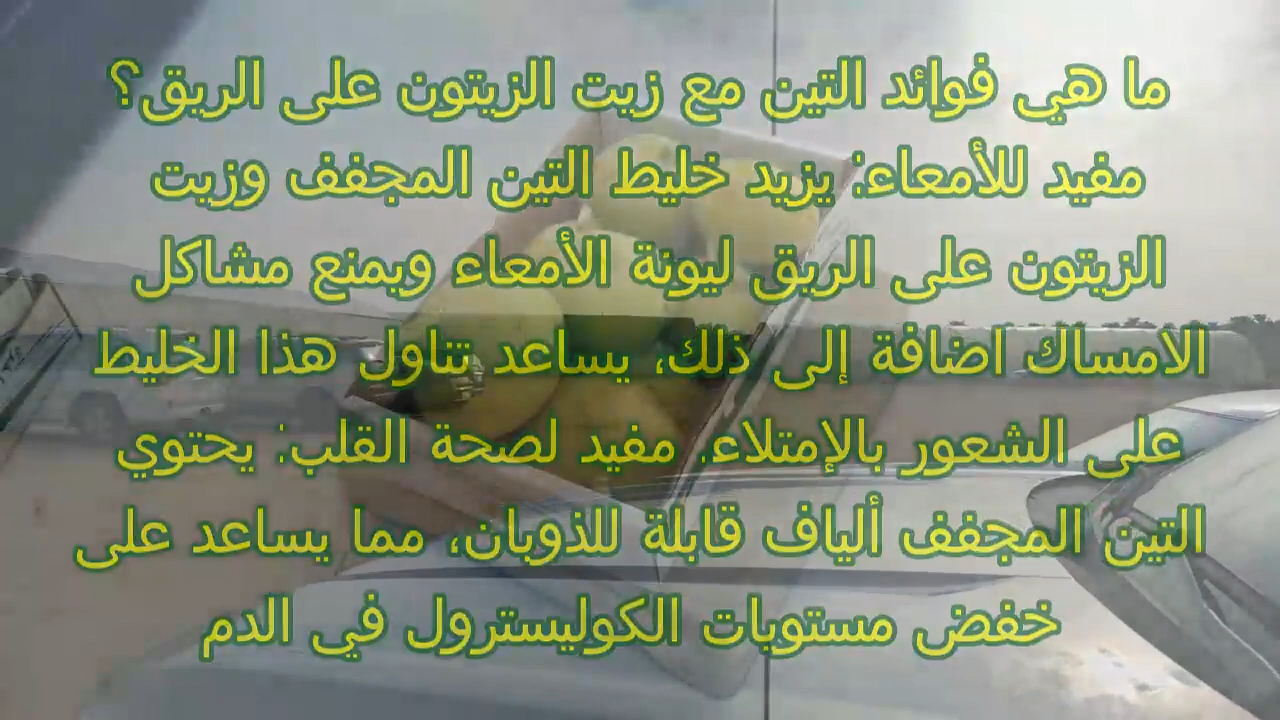 ما هي فوائد التين مع زيت الزيتون على الريق؟
مفيد للأمعاء: يزيد خليط التين المجفف وزيت
الزيتون على الريق ليونة الأمعاء ويمنع مشاكل
الامساك اضافة إلى ذلك، يساعد تناول هذا الخليط
على الشعور بالإمتلاء. مفيد لصحة القلب: يحتوي
التين المجفف ألياف قابلة للذوبان، مما يساعد على
خفض مستويات الكوليسترول في الدم